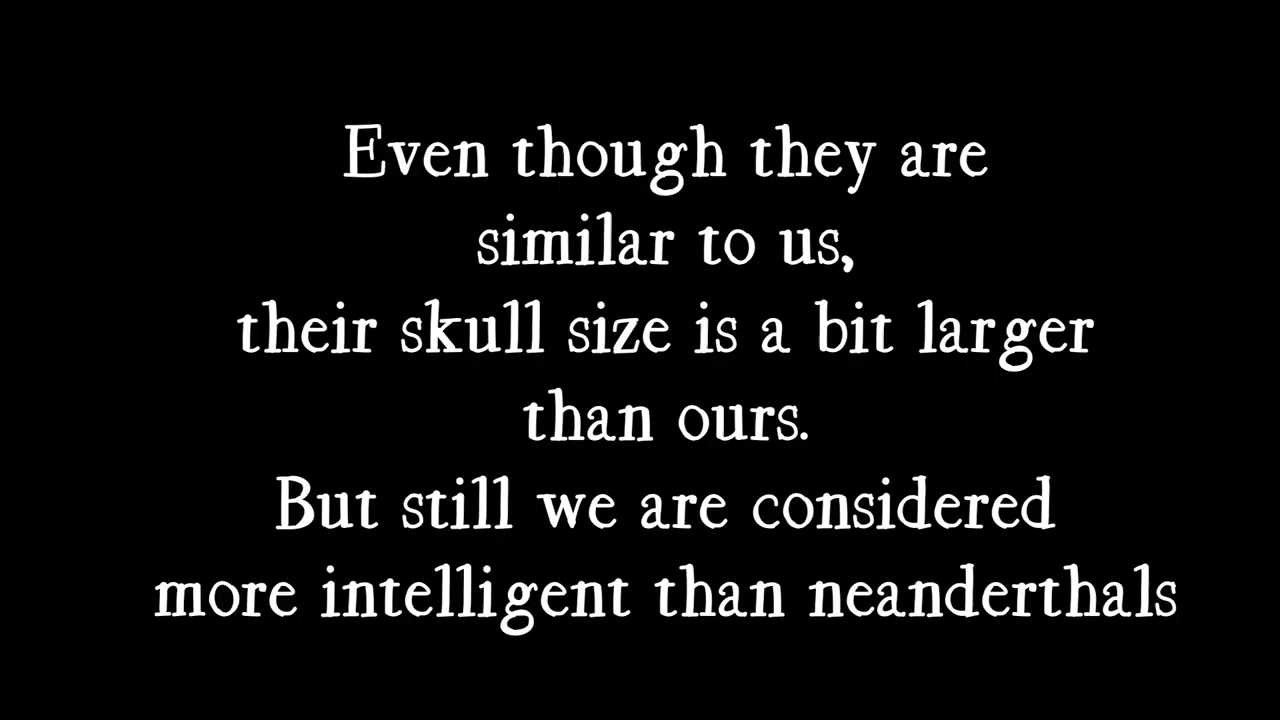 Even though they are
similar to us,
their skull size is a bit larger
than ours.
But still we are considered
more intelligent than neanderthals